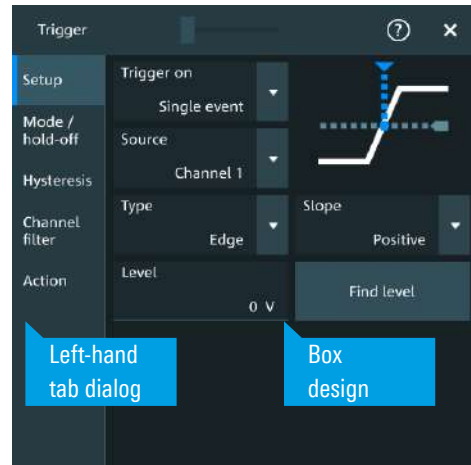 Trigger
?
×
Setup
Mode /
hold-off
Hysteresis
Channel
filter
Action
Trigger on
Single event
Source
Channel 1
Type
Edge
Slope
Positive
Level
0 V
Find level
Left-hand
tab dialog
Box
design